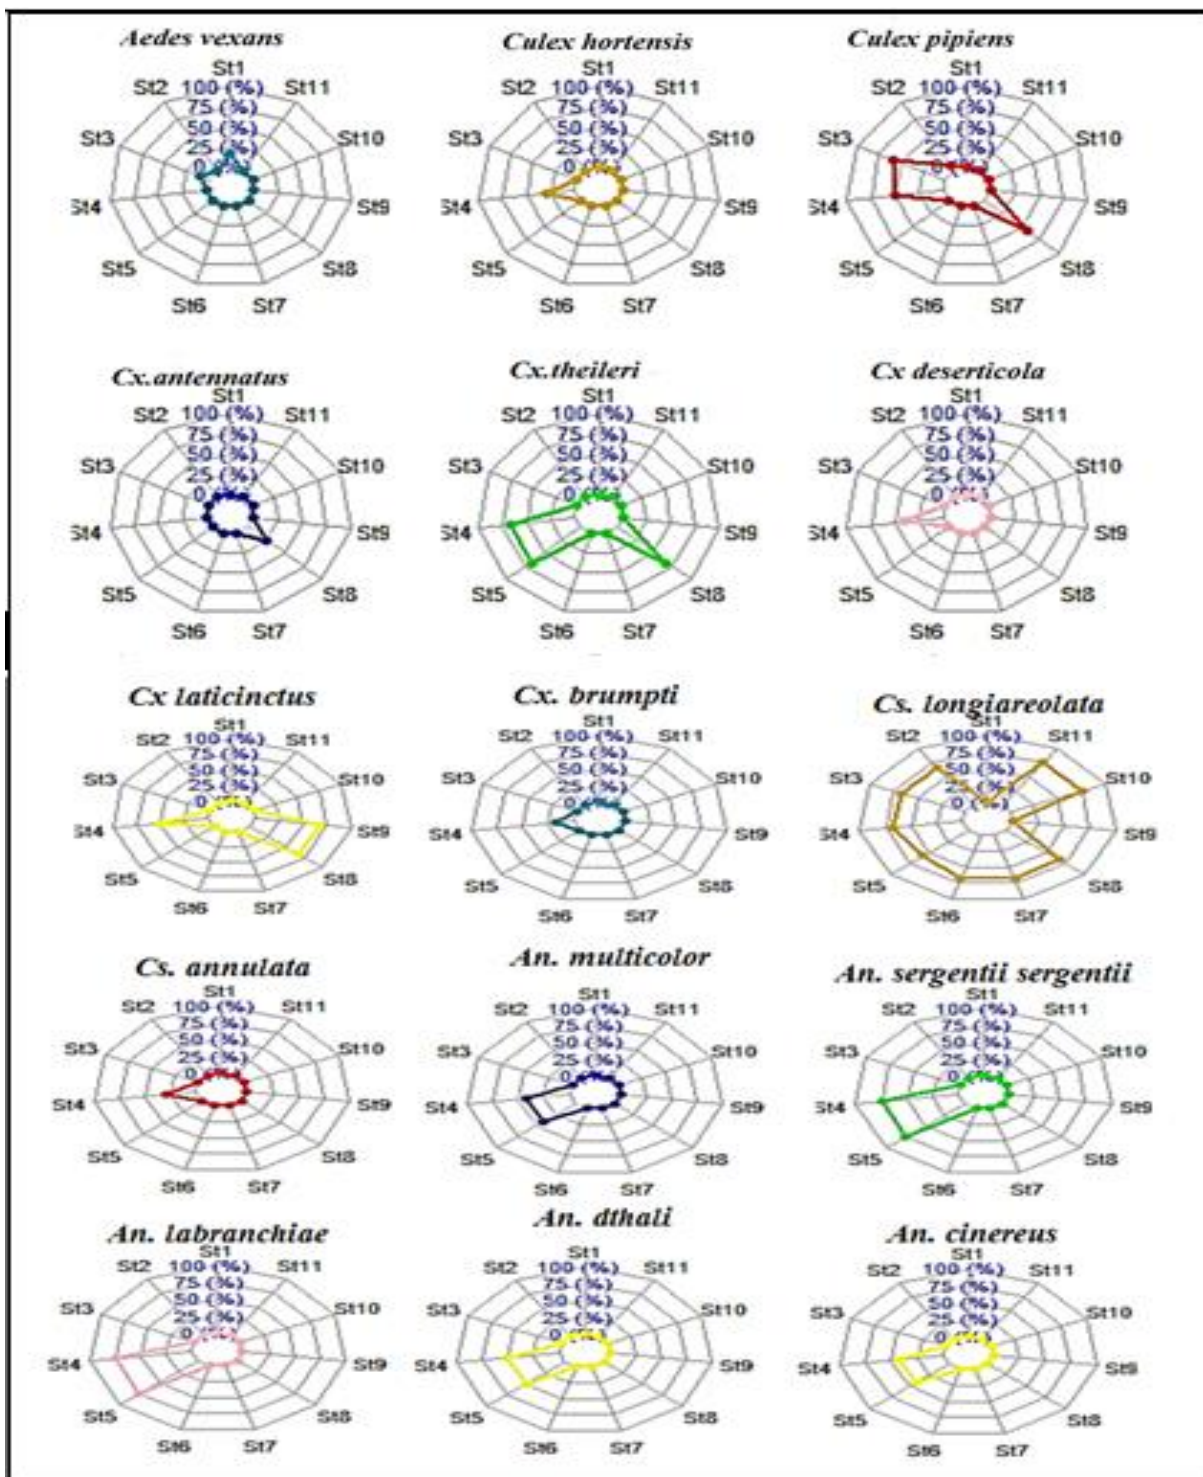 Aedes vexans
Culex hortensis
Culex pipiens
St1
St2 100 (%) St11
75 (%)
St3 50 (%) St10
25 (%)
0 (%)
St4 St9
St5 St8
St6 St7
St1
St2 100 (%) St11
75 (%)
St3 50 (%) St10
25 (%)
0 (%)
St4 St9
St5 St8
St6 St7
St1
St2 100 (%) St11
75 (%)
St3 50 (%) St10
25 (%)
0 (%)
St4 St9
St5 St8
St6 St7
Cx.antennatus
Cx.theileri
Cx deserticola
St1
St2 100 (%) St11
75 (%)
St3 50 (%) St10
25 (%)
0 (%)
St4 St9
St5 St8
St6 St7
St1
St2 100 (%) St11
75 (%)
St3 50 (%) St10
25 (%)
0 (%)
St4 St9
St5 St8
St6 St7
St1
St2 100 (%) St11
75 (%)
St3 50 (%) St10
25 (%)
0 (%)
St4 St9
St5 St8
St6 St7
Cx laticinctus
Cx. brumpti
Cs. longiareolata
St1
St2 100 (%) St11
75 (%)
St3 50 (%) St10
25 (%)
0 (%)
St4 St9
St5 St8
St6 St7
St1
St2 100 (%) St11
75 (%)
St3 50 (%) St10
25 (%)
0 (%)
St4 St9
St5 St8
St6 St7
St1
St2 100 (%) St11
75 (%)
St3 50 (%) St10
25 (%)
0 (%)
St4 St9
St5 St8
St6 St7
Cs. annulata
An. multicolor
An. sergentii sergentii
St1
St2 100 (%) St11
75 (%)
St3 50 (%) St10
25 (%)
0 (%)
St4 St9
St5 St8
St6 St7
St1
St2 100 (%) St11
75 (%)
St3 50 (%) St10
25 (%)
0 (%)
St4 St9
St5 St8
St6 St7
St1
St2 100 (%) St11
75 (%)
St3 50 (%) St10
25 (%)
0 (%)
St4 St9
St5 St8
St6 St7
An. labranchiae
An. dthali
An. cinereus
St1
St2 100 (%) St11
75 (%)
St3 50 (%) St10
25 (%)
0 (%)
St4 St9
St5 St8
St6 St7
St1
St2 100 (%) St11
75 (%)
St3 50 (%) St10
25 (%)
0 (%)
St4 St9
St5 St8
St6 St7
St1
St2 100 (%) St11
75 (%)
St3 50 (%) St10
25 (%)
0 (%)
St4 St9
St5 St8
St6 St7